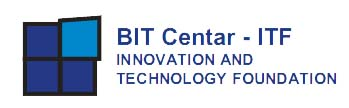 BIT Centar - ITF
INNOVATION AND
TECHNOLOGY FOUNDATION